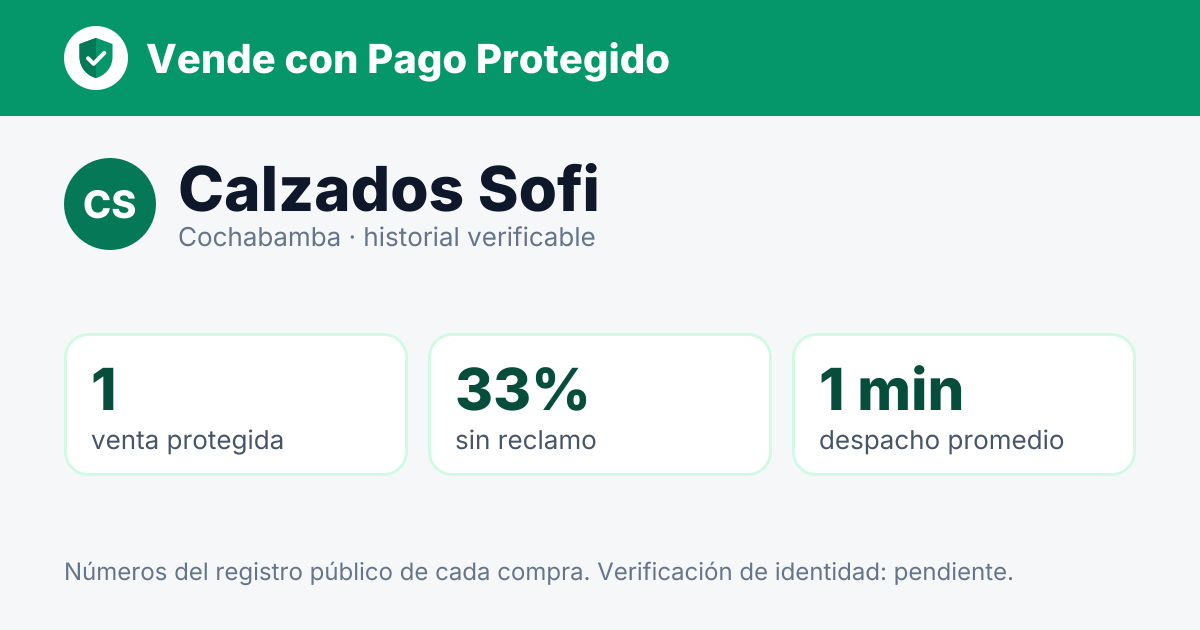 Vende con Pago Protegido
CS
Calzados Sofi
Cochabamba · historial verificable
1
venta protegida
33%
sin reclamo
1 min
despacho promedio
Números del registro público de cada compra. Verificación de identidad: pendiente.